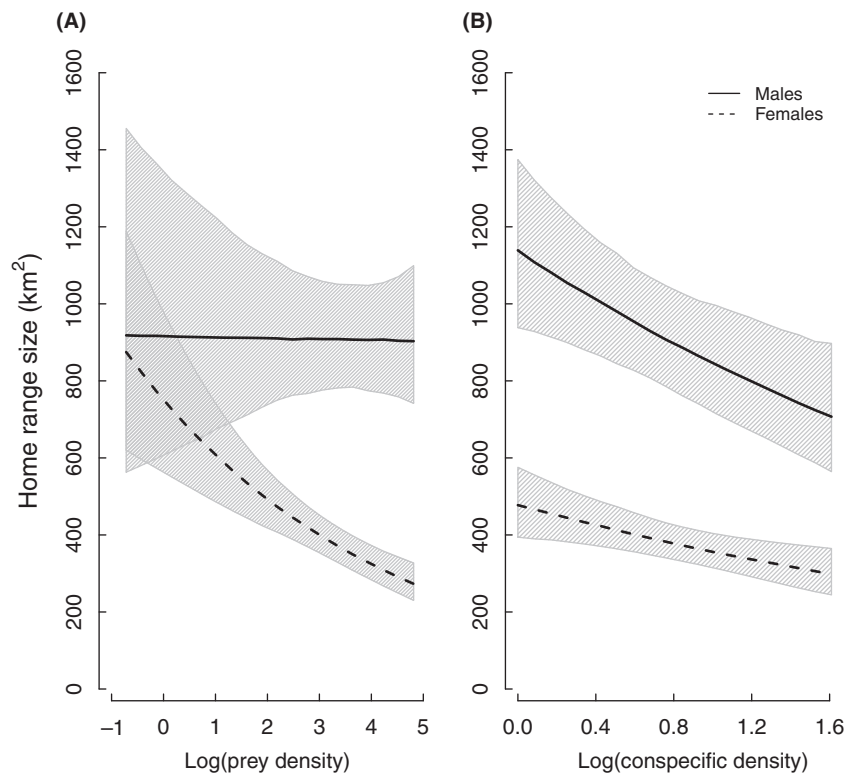 (A)
(B)
Home range size (km²)
1600
1400
1200
1000
800
600
400
200
0
−1 0 1 2 3 4 5
Log(prey density)
1600
1400
1200
1000
800
600
400
200
0
Males
Females
0.0 0.4 0.8 1.2 1.6
Log(conspecific density)